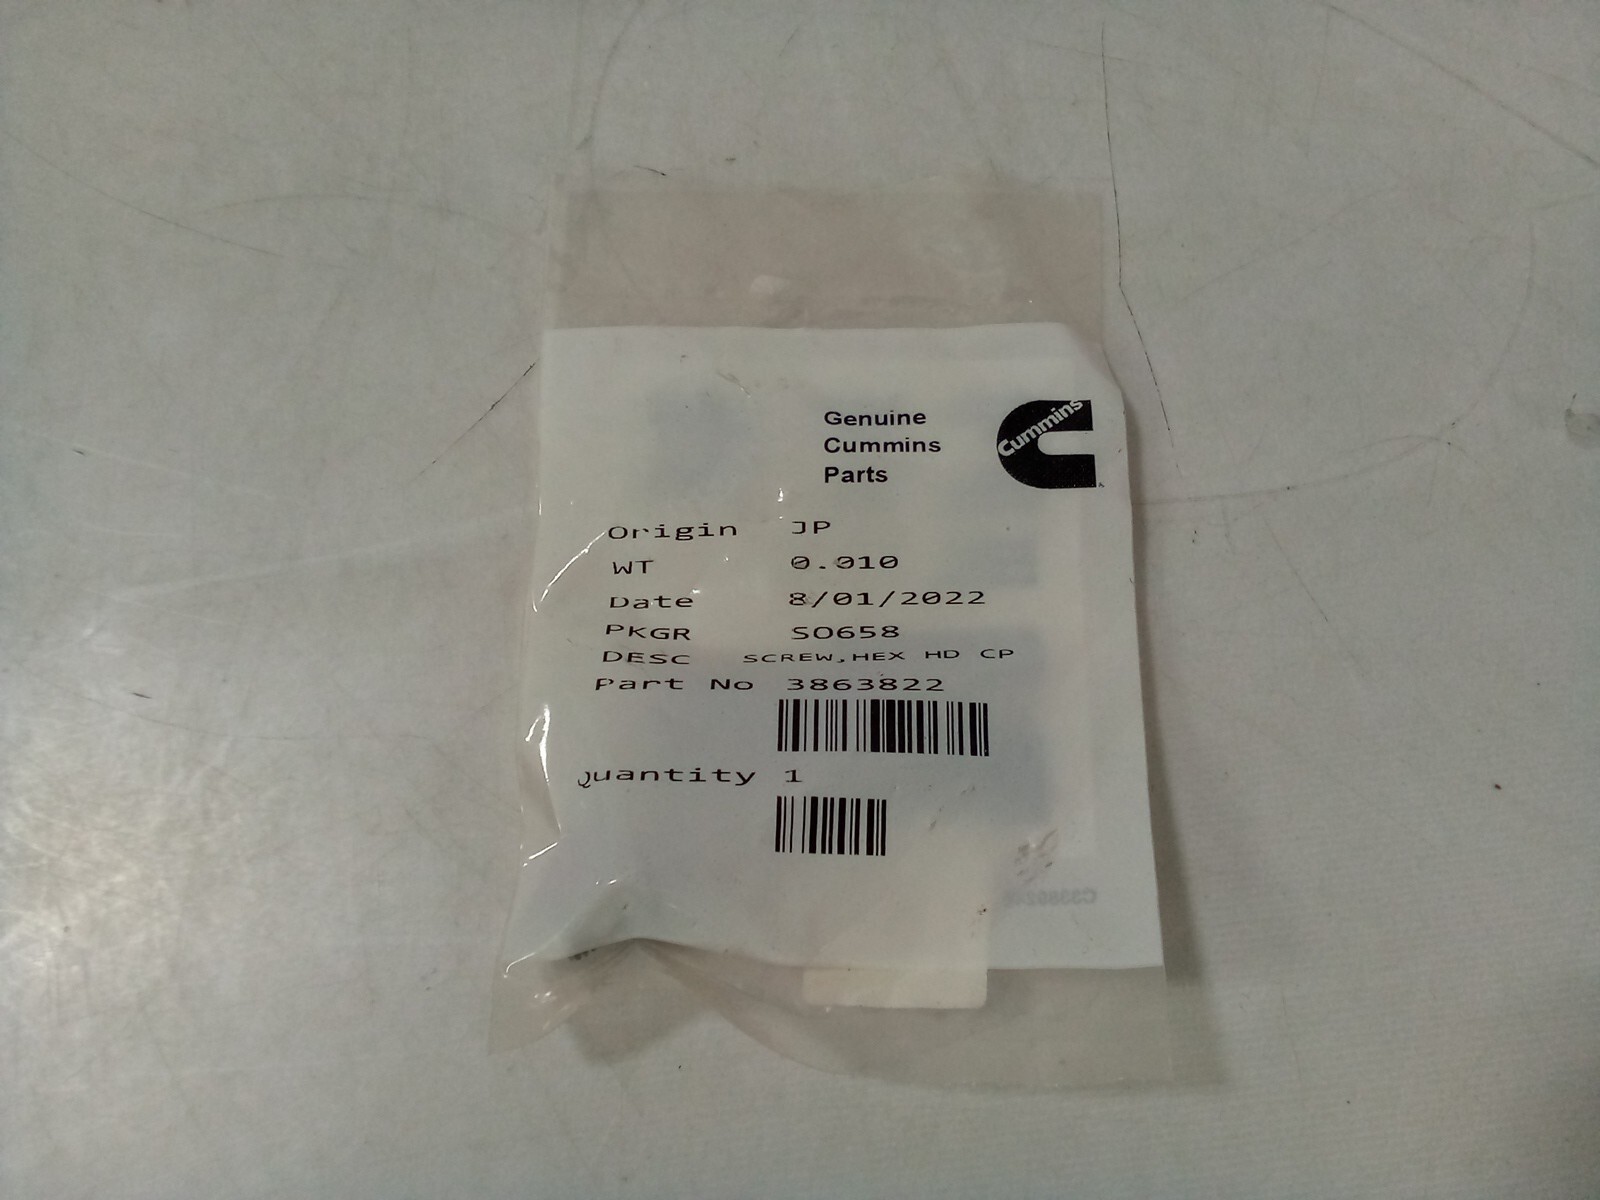 Genuine
Cummins
Parts
Cummins
Origin JP
WT 0.010
Date 8/01/2022
PKGR SO658
DESC SCREW,HEX HD CP
Part No 3863822
Quantity 1